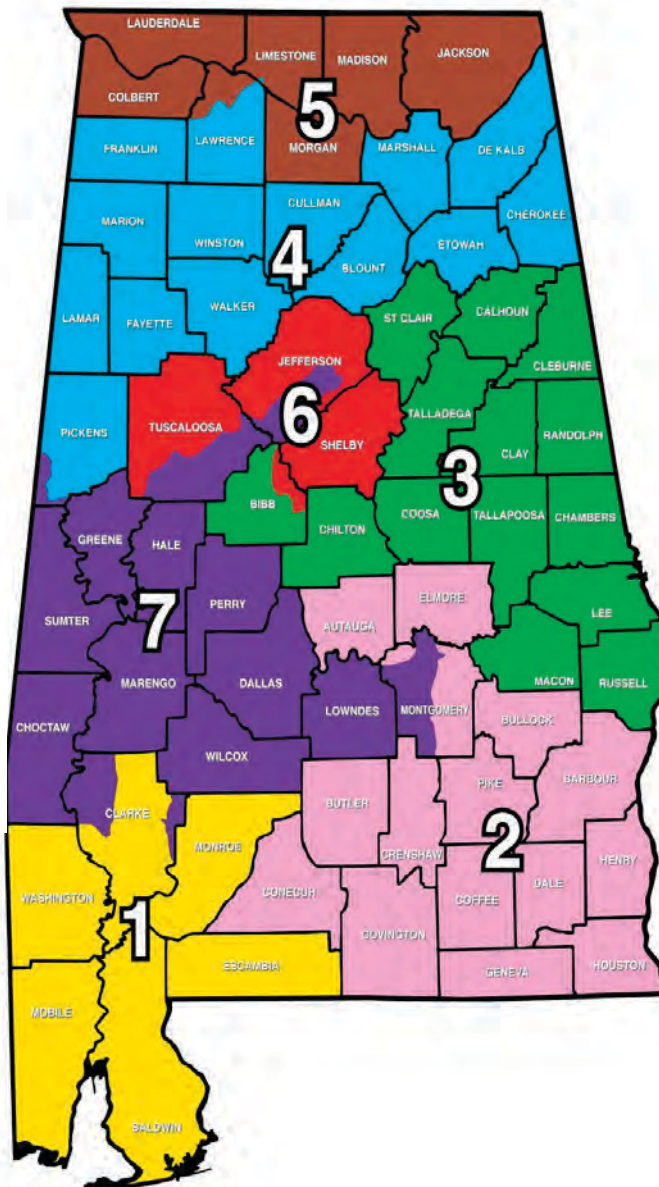 LAUDERDALE
LIMESTONE
MADISON
JACKSON
COLBERT
5
LAWRENCE
FRANKLIN
MORGAN
MARSHALL
DE KALB
CULLMAN
MARION
WINSTON
CHEROKEE
4
ETOWAH
BLOUNT
WALKER
LAMAR
FAYETTE
ST CLAIR
CALHOUN
JEFFERSON
CLEBURNE
6
TALLADEGA
TUSCALOOSA
PICKENS
SHELBY
CLAY
RANDOLPH
3
BIBB
CHILTON
COOSA
TALLAPOOSA
CHAMBERS
GREENE
HALE
PERRY
ELMORE
7
LEE
SUMTER
AUTAUGA
MARENGO
DALLAS
MACON
RUSSELL
CHOCTAW
LOWNDES
MONTGOMERY
BULLOCK
WILCOX
BARBOUR
CLARKE
BUTLER
PIKE
MONROE
CRENSHAW
2
HENRY
WASHINGTON
CONECUH
COFFEE
DALE
1
COVINGTON
ESCAMBIA
GENEVA
HOUSTON
MOBILE
BALDWIN